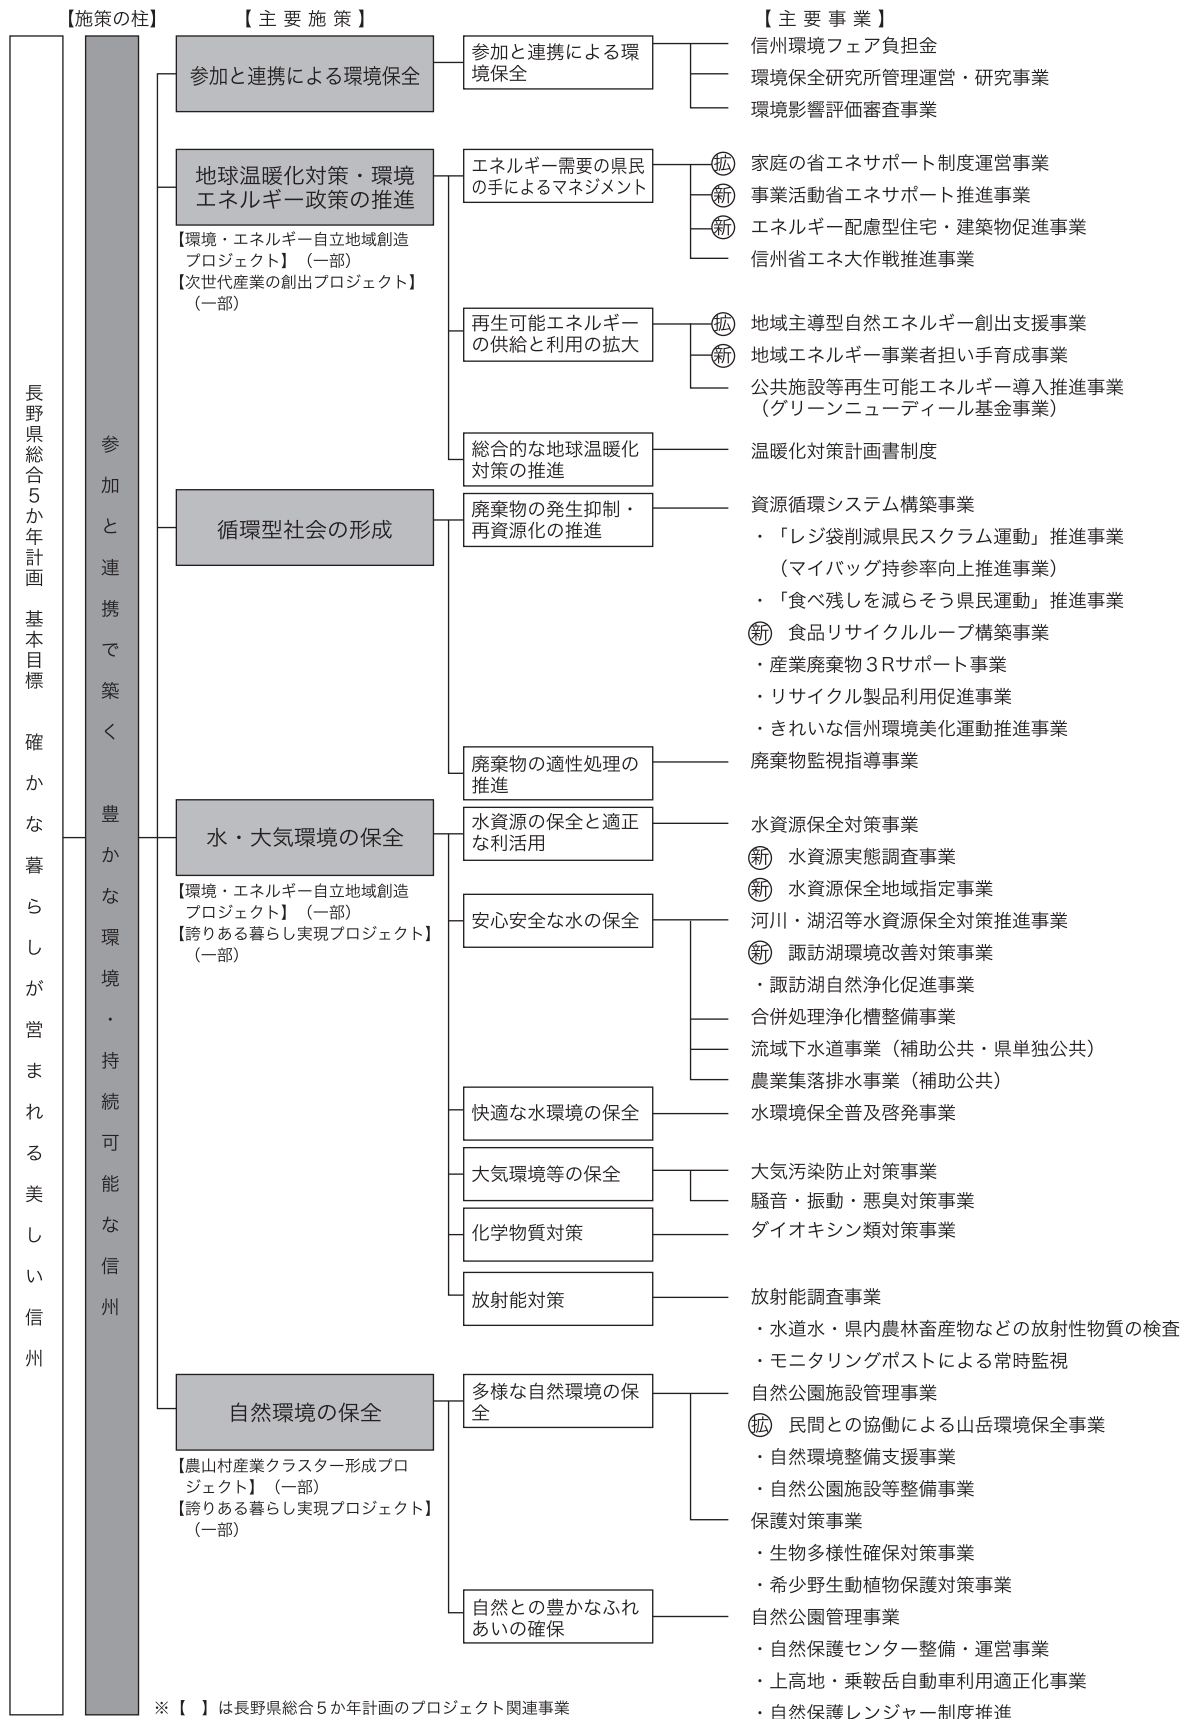 【施策の柱】
【主要施策】
【主要事業】
長野県総合5か年計画 基本目標 確かな暮らしが営まれる美しい信州
参加と連携で築く 豊かな環境・持続可能な信州
参加と連携による環境保全
参加と連携による環
境保全
信州環境フェア負担金
環境保全研究所管理運営・研究事業
環境影響評価審査事業
地球温暖化対策・環境
エネルギー政策の推進
【環境・エネルギー自立地域創造
プロジェクト】（一部）
【次世代産業の創出プロジェクト】
（一部）
エネルギー需要の県民
の手によるマネジメント
拡 家庭の省エネサポート制度運営事業
新 事業活動省エネサポート推進事業
新 エネルギー配慮型住宅・建築物促進事業
信州省エネ大作戦推進事業
再生可能エネルギー
の供給と利用の拡大
拡 地域主導型自然エネルギー創出支援事業
新 地域エネルギー事業者担い手育成事業
公共施設等再生可能エネルギー導入推進事業
（グリーンニューディール基金事業）
総合的な地球温暖化
対策の推進
温暖化対策計画書制度
循環型社会の形成
廃棄物の発生抑制・
再資源化の推進
資源循環システム構築事業
・「レジ袋削減県民スクラム運動」推進事業
（マイバッグ持参率向上推進事業）
・「食べ残しを減らそう県民運動」推進事業
新 食品リサイクルループ構築事業
・産業廃棄物3Rサポート事業
・リサイクル製品利用促進事業
・きれいな信州環境美化運動推進事業
廃棄物の適性処理の
推進
廃棄物監視指導事業
水・大気環境の保全
【環境・エネルギー自立地域創造
プロジェクト】（一部）
【誇りある暮らし実現プロジェクト】
（一部）
水資源の保全と適正
な利活用
水資源保全対策事業
新 水資源実態調査事業
新 水資源保全地域指定事業
安心安全な水の保全
河川・湖沼等水資源保全対策推進事業
新 諏訪湖環境改善対策事業
・諏訪湖自然浄化促進事業
合併処理浄化槽整備事業
流域下水道事業（補助公共・県単独公共）
農業集落排水事業（補助公共）
快適な水環境の保全
水環境保全普及啓発事業
大気環境等の保全
大気汚染防止対策事業
騒音・振動・悪臭対策事業
化学物質対策
ダイオキシン類対策事業
放射能対策
放射能調査事業
・水道水・県内農林畜産物などの放射性物質の検査
・モニタリングポストによる常時監視
自然環境の保全
【農山村産業クラスター形成プロ
ジェクト】（一部）
【誇りある暮らし実現プロジェクト】
（一部）
多様な自然環境の保
全
自然公園施設管理事業
拡 民間との協働による山岳環境保全事業
・自然環境整備支援事業
・自然公園施設等整備事業
保護対策事業
・生物多様性確保対策事業
・希少野生動植物保護対策事業
自然との豊かなふれ
あいの確保
自然公園管理事業
・自然保護センター整備・運営事業
・上高地・乗鞍岳自動車利用適正化事業
・自然保護レンジャー制度推進
※【　】は長野県総合5か年計画のプロジェクト関連事業